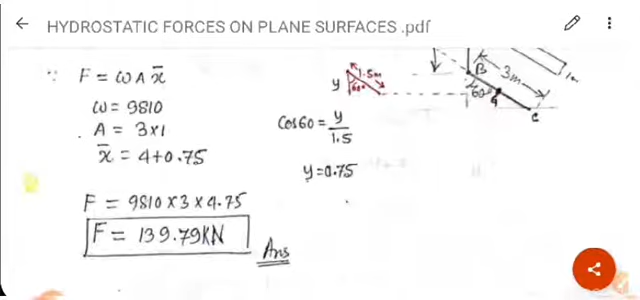 HYDROSTATIC FORCES ON PLANE SURFACES .pdf
∵ F = ωAx̄
ω = 9810
A = 3×1
x̄ = 4+0.75
F = 9810×3×4.75
F = 139.79KN
Ans
1.5m
y
60°
Cos60 = y/1.5
y=0.75
B
3m
60°
G
C
1m